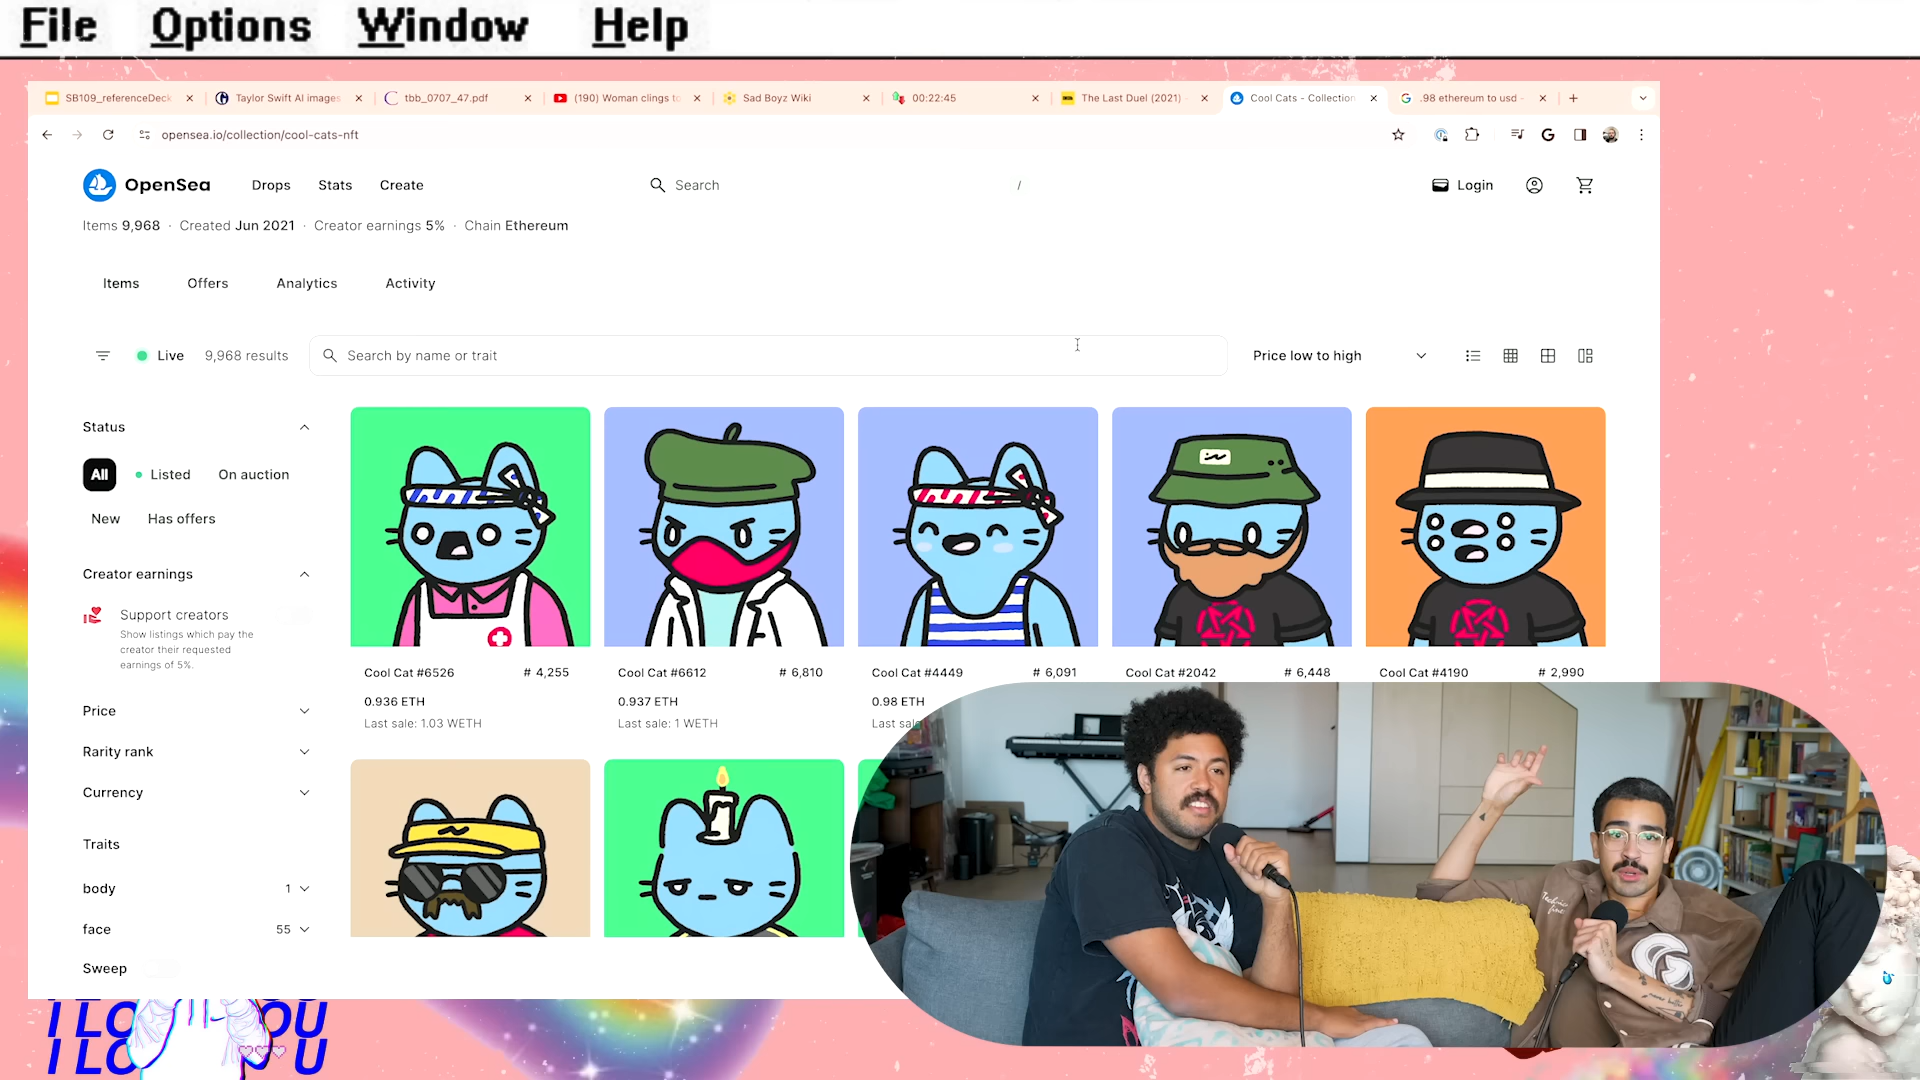 File Options Window Help
SB109_referenceDeck Taylor Swift AI images tbb_0707_47.pdf (190) Woman clings to Sad Boyz Wiki 00:22:45 The Last Duel (2021) - Cool Cats - Collection .98 ethereum to usd -
opensea.io/collection/cool-cats-nft
OpenSea Drops Stats Create Search / Login
Items 9,968 · Created Jun 2021 · Creator earnings 5% · Chain Ethereum
Items Offers Analytics Activity
Live 9,968 results Search by name or trait Price low to high
Status
All Listed On auction
New Has offers
Creator earnings
Support creators
Show listings which pay the
creator their requested
earnings of 5%.
Price
Rarity rank
Currency
Traits
body 1
face 55
Sweep
Cool Cat #6526 # 4,255
0.936 ETH
Last sale: 1.03 WETH
Cool Cat #6612 # 6,810
0.937 ETH
Last sale: 1 WETH
Cool Cat #4449 # 6,091
0.98 ETH
Last sale
Cool Cat #2042 # 6,448
Cool Cat #4190 # 2,990
I LO OU
I LO U